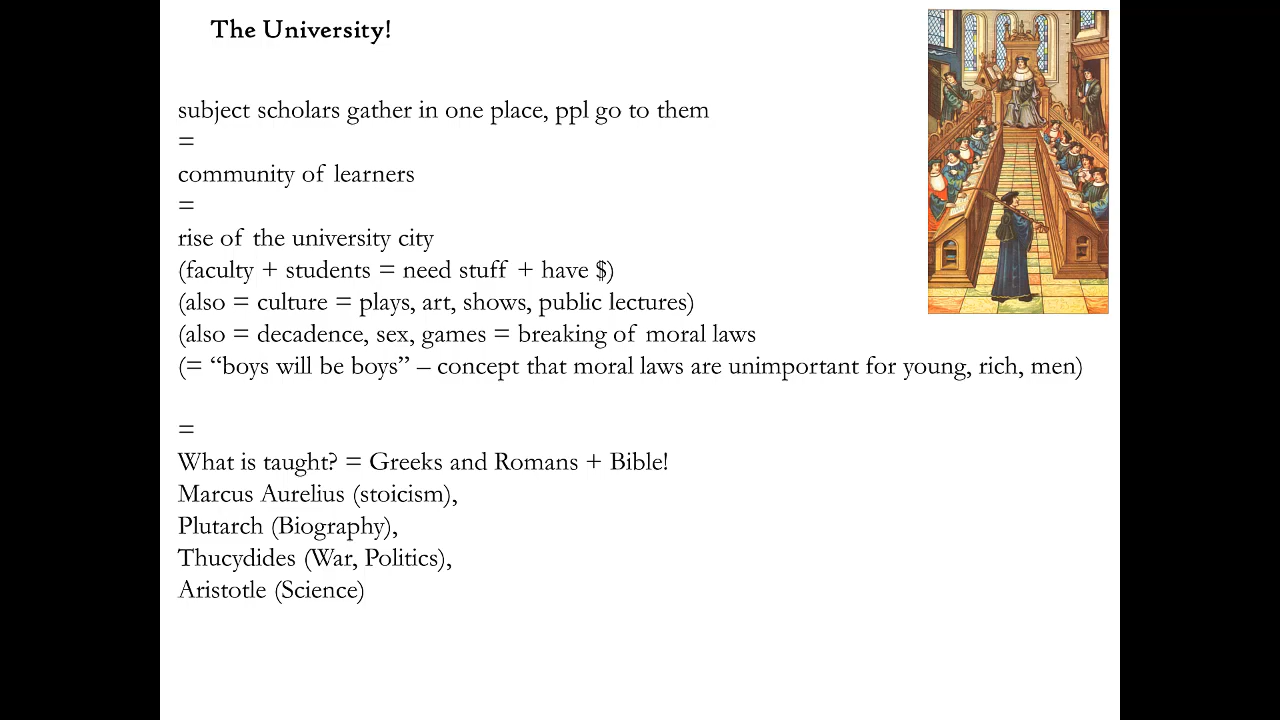 The University!
subject scholars gather in one place, ppl go to them
=
community of learners
=
rise of the university city
(faculty + students = need stuff + have $)
(also = culture = plays, art, shows, public lectures)
(also = decadence, sex, games = breaking of moral laws
(= “boys will be boys” – concept that moral laws are unimportant for young, rich, men)
=
What is taught? = Greeks and Romans + Bible!
Marcus Aurelius (stoicism),
Plutarch (Biography),
Thucydides (War, Politics),
Aristotle (Science)